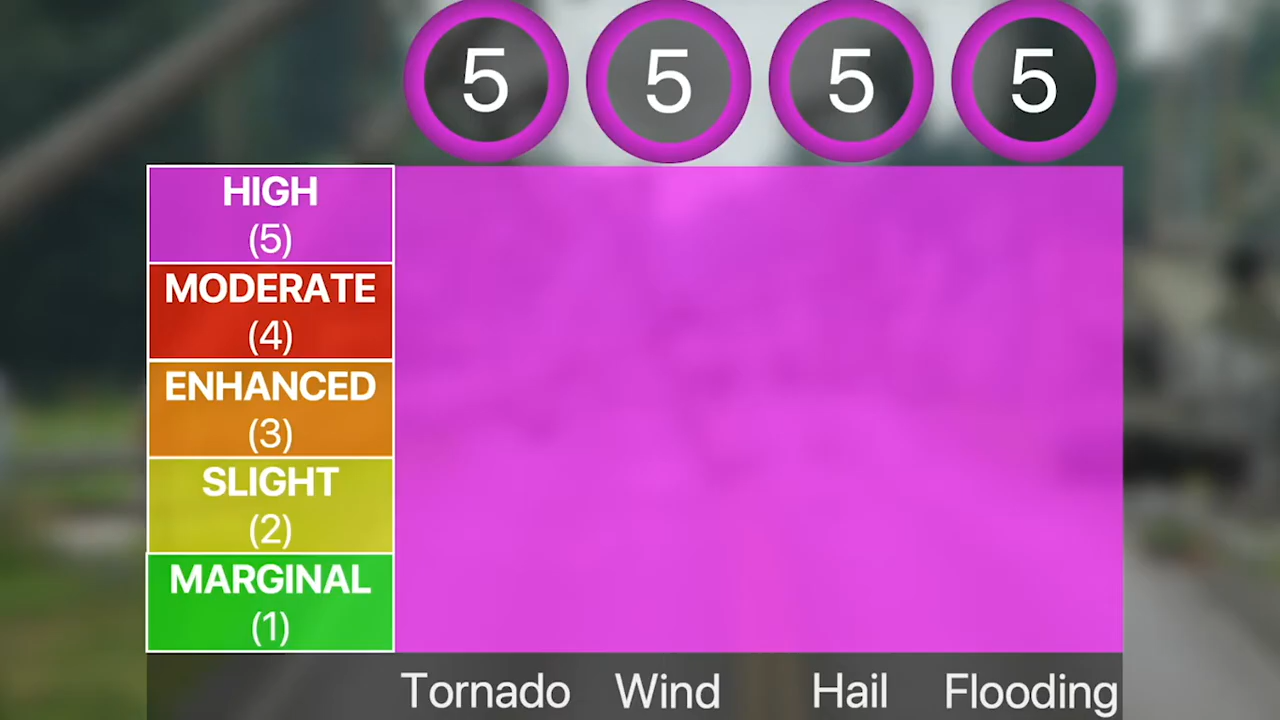 5 5 5 5
HIGH
(5)
MODERATE
(4)
ENHANCED
(3)
SLIGHT
(2)
MARGINAL
(1)
Tornado Wind Hail Flooding